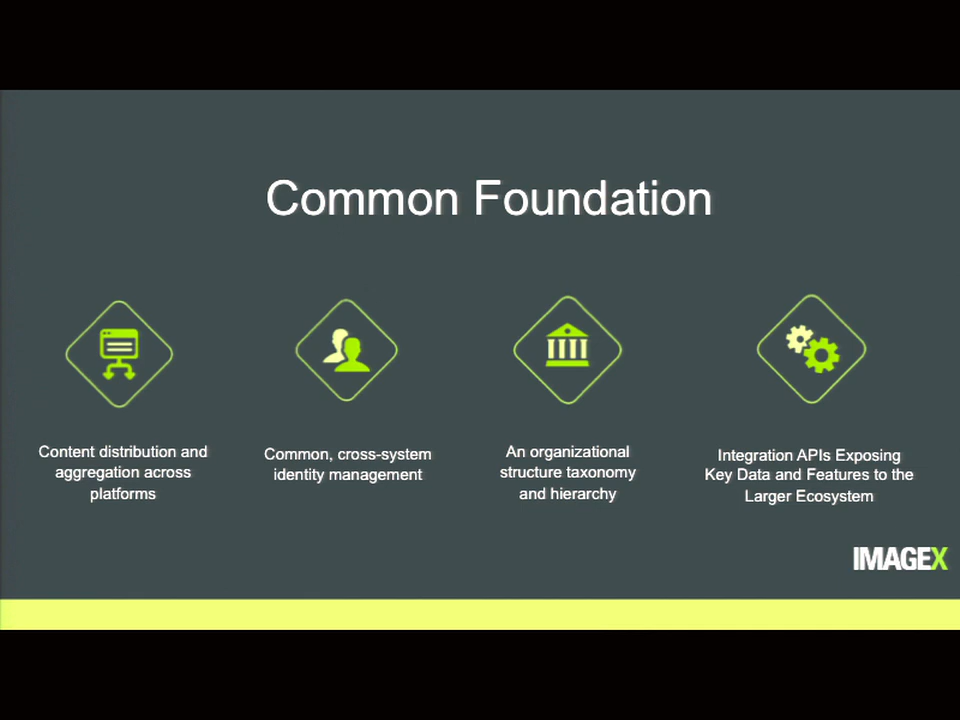 Common Foundation
Content distribution and
aggregation across
platforms
Common, cross-system
identity management
An organizational
structure taxonomy
and hierarchy
Integration APIs Exposing
Key Data and Features to the
Larger Ecosystem
IMAGEX